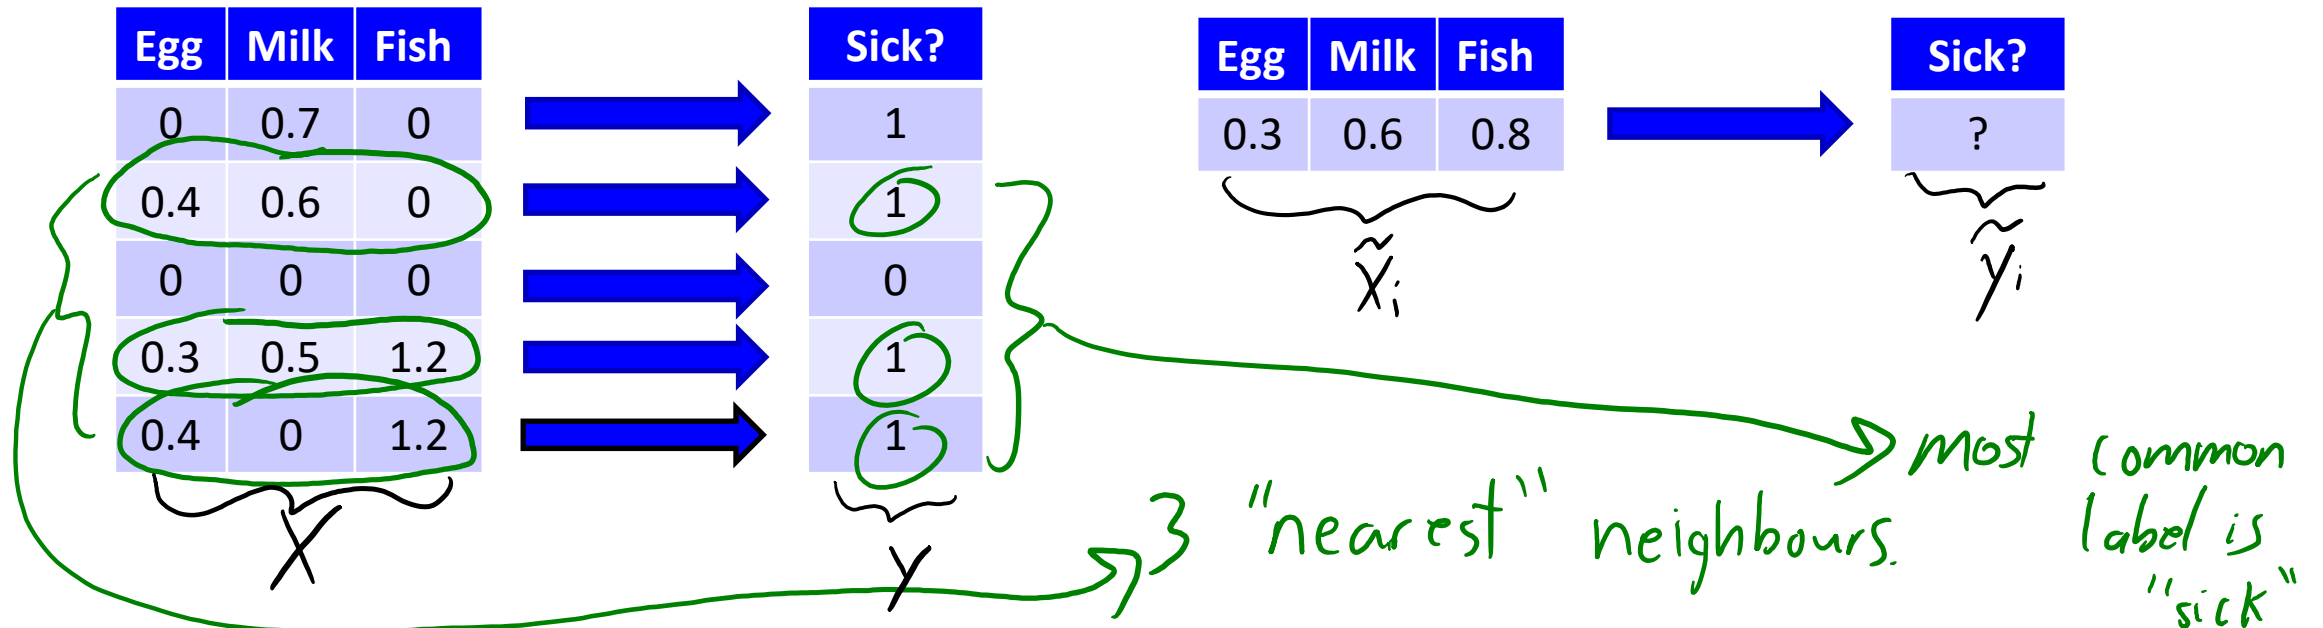 Egg Milk Fish Sick?
0 0.7 0 1
0.4 0.6 0 1
0 0 0 0
0.3 0.5 1.2 1
0.4 0 1.2 1
X
y
Egg Milk Fish Sick?
0.3 0.6 0.8 ?
x̃ᵢ ỹᵢ
3 "nearest" neighbours.
most common
label is
"sick"